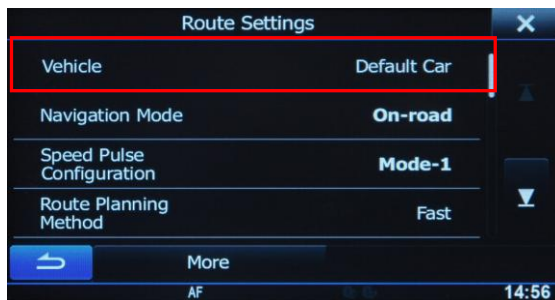 Route Settings
Vehicle Default Car
Navigation Mode On-road
Speed Pulse
Configuration Mode-1
Route Planning
Method Fast
More
AF 14:56